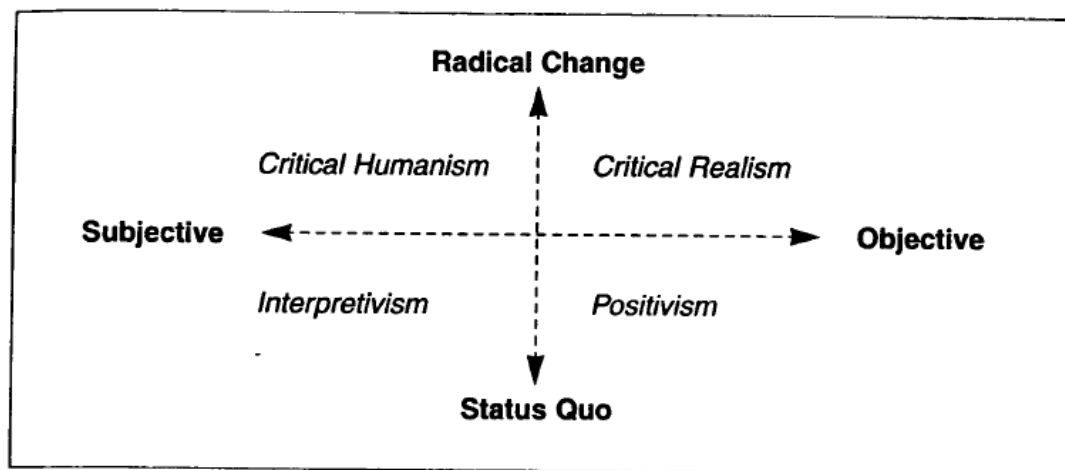 Radical Change
Critical Humanism Critical Realism
Subjective Objective
Interpretivism Positivism
Status Quo